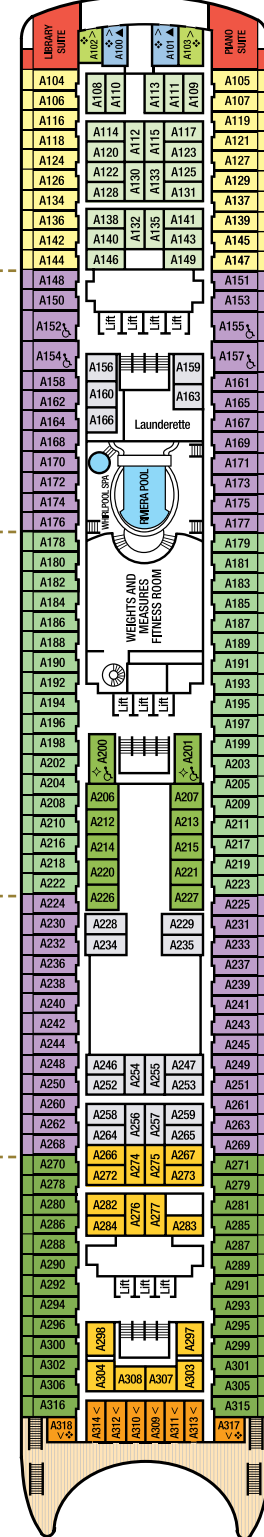 LIBRARY SUITE
A102 >
A100 ▲
A101 ▲
A103 >
PIANO SUITE
A104 A108 A110 A113 A111 A109 A105
A106 A107
A116 A114 A112 A115 A117 A119
A118 A120 A123 A121
A124 A122 A130 A133 A125 A127
A126 A128 A131 A129
A134 A137
A136 A138 A132 A135 A141 A139
A142 A140 A143 A145
A144 A146 A149 A147
A148 A151
A150 A153
A152 Lift Lift Lift Lift A155
A154 A156 A159 A157
A158 A161
A162 A160 A163 A165
A164 A166 Launderette A167
A168 A169
A170 WHIRLPOOL SPA RIVIERA POOL A171
A172 A173
A174 A175
A176 A177
A178 A179
A180 WEIGHTS AND MEASURES FITNESS ROOM A181
A182 A183
A184 A185
A186 A187
A188 A189
A190 A191
A192 A193
A194 Lift Lift Lift A195
A196 A197
A198 A200 A201 A199
A202 A203
A204 A206 A207 A205
A208 A209
A210 A212 A213 A211
A216 A214 A215 A217
A218 A220 A221 A219
A222 A226 A227 A223
A224 A225
A230 A228 A229 A231
A232 A234 A235 A233
A236 A237
A238 A239
A240 A241
A242 A243
A244 A245
A248 A246 A254 A255 A247 A249
A250 A252 A253 A251
A260 A258 A256 A257 A259 A261
A262 A264 A265 A263
A268 A266 A274 A275 A267 A269
A270 A272 A273 A271
A278 A279
A280 A282 A276 A277 A281
A286 A284 A283 A285
A288 A287
A290 A289
A292 Lift Lift Lift A291
A294 A293
A296 A298 A297 A295
A300 A299
A302 A304 A308 A307 A303 A301
A306 A305
A316 A315
A318 A314 < A312 < A310 < A309 < A311 < A313 < A317